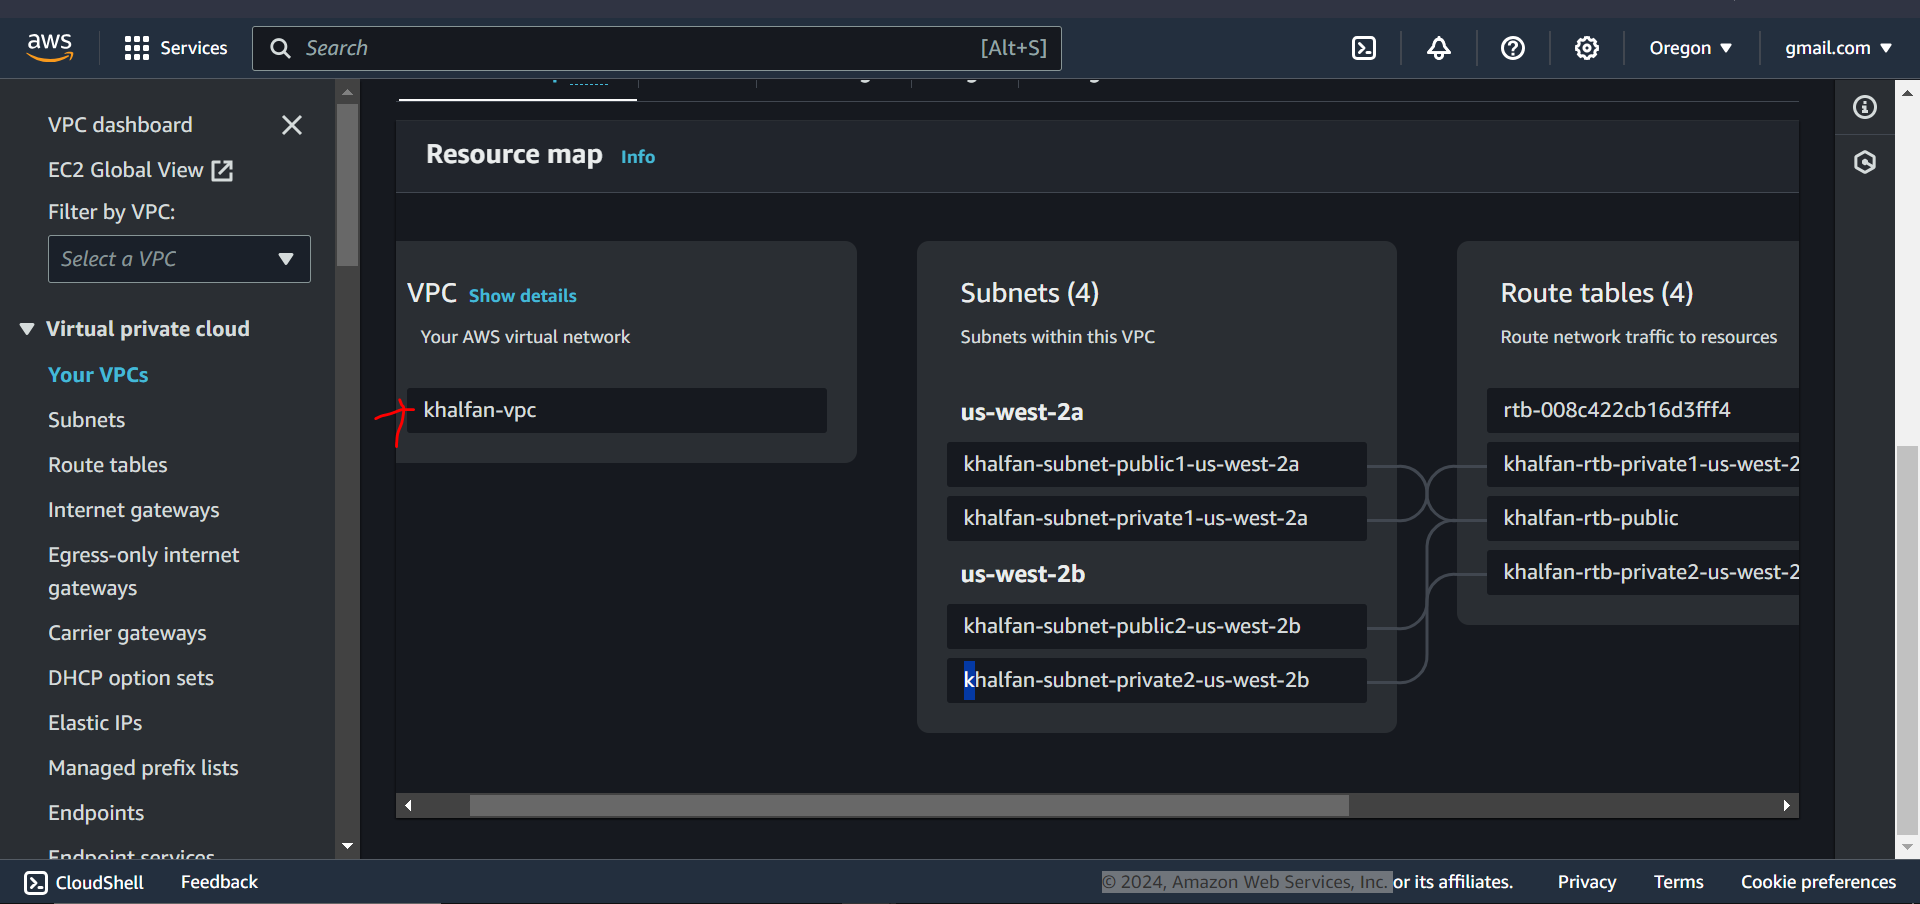 aws
Services
Search
[Alt+S]
Oregon
gmail.com
VPC dashboard
EC2 Global View
Filter by VPC:
Select a VPC
Virtual private cloud
Your VPCs
Subnets
Route tables
Internet gateways
Egress-only internet
gateways
Carrier gateways
DHCP option sets
Elastic IPs
Managed prefix lists
Endpoints
Endpoint services
Resource map Info
VPC Show details
Your AWS virtual network
khalfan-vpc
Subnets (4)
Subnets within this VPC
us-west-2a
khalfan-subnet-public1-us-west-2a
khalfan-subnet-private1-us-west-2a
us-west-2b
khalfan-subnet-public2-us-west-2b
khalfan-subnet-private2-us-west-2b
Route tables (4)
Route network traffic to resources
rtb-008c422cb16d3fff4
khalfan-rtb-private1-us-west-2
khalfan-rtb-public
khalfan-rtb-private2-us-west-2
CloudShell
Feedback
© 2024, Amazon Web Services, Inc. or its affiliates.
Privacy
Terms
Cookie preferences